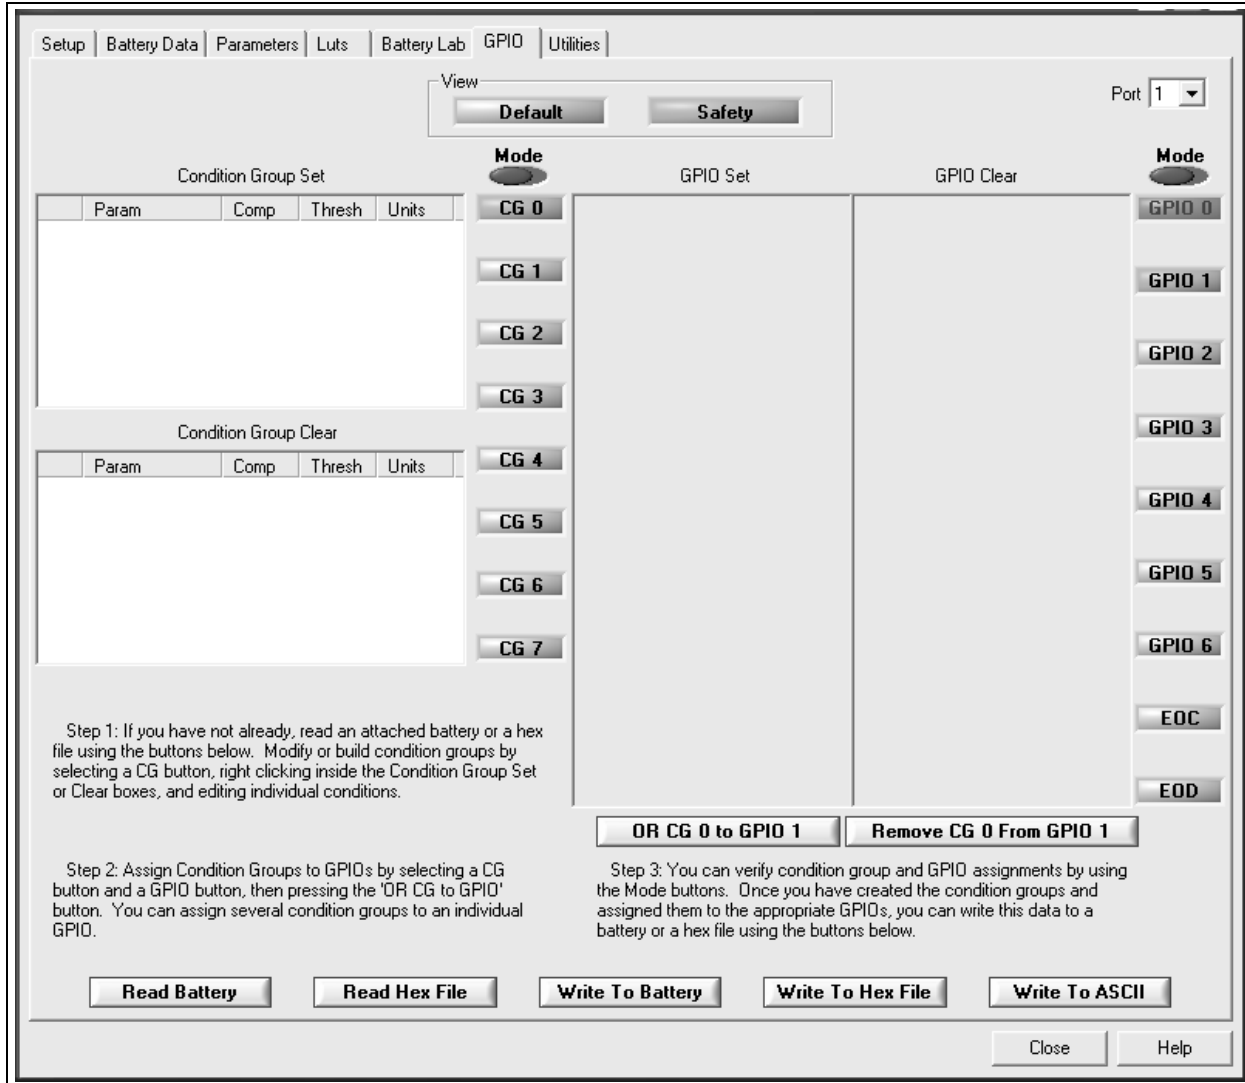 Setup Battery Data Parameters Luts Battery Lab GPIO Utilities
View
Default Safety
Port 1
Mode
Mode
Condition Group Set
GPIO Set
GPIO Clear
Param Comp Thresh Units
CG 0
GPIO 0
CG 1
GPIO 1
CG 2
GPIO 2
CG 3
Condition Group Clear
GPIO 3
Param Comp Thresh Units
CG 4
GPIO 4
CG 5
GPIO 5
CG 6
GPIO 6
CG 7
EOC
EOD
Step 1: If you have not already, read an attached battery or a hex
file using the buttons below. Modify or build condition groups by
selecting a CG button, right clicking inside the Condition Group Set
or Clear boxes, and editing individual conditions.
OR CG 0 to GPIO 1 Remove CG 0 From GPIO 1
Step 2: Assign Condition Groups to GPIOs by selecting a CG
button and a GPIO button, then pressing the 'OR CG to GPIO'
button. You can assign several condition groups to an individual
GPIO.
Step 3: You can verify condition group and GPIO assignments by using
the Mode buttons. Once you have created the condition groups and
assigned them to the appropriate GPIOs, you can write this data to a
battery or a hex file using the buttons below.
Read Battery Read Hex File Write To Battery Write To Hex File Write To ASCII
Close Help